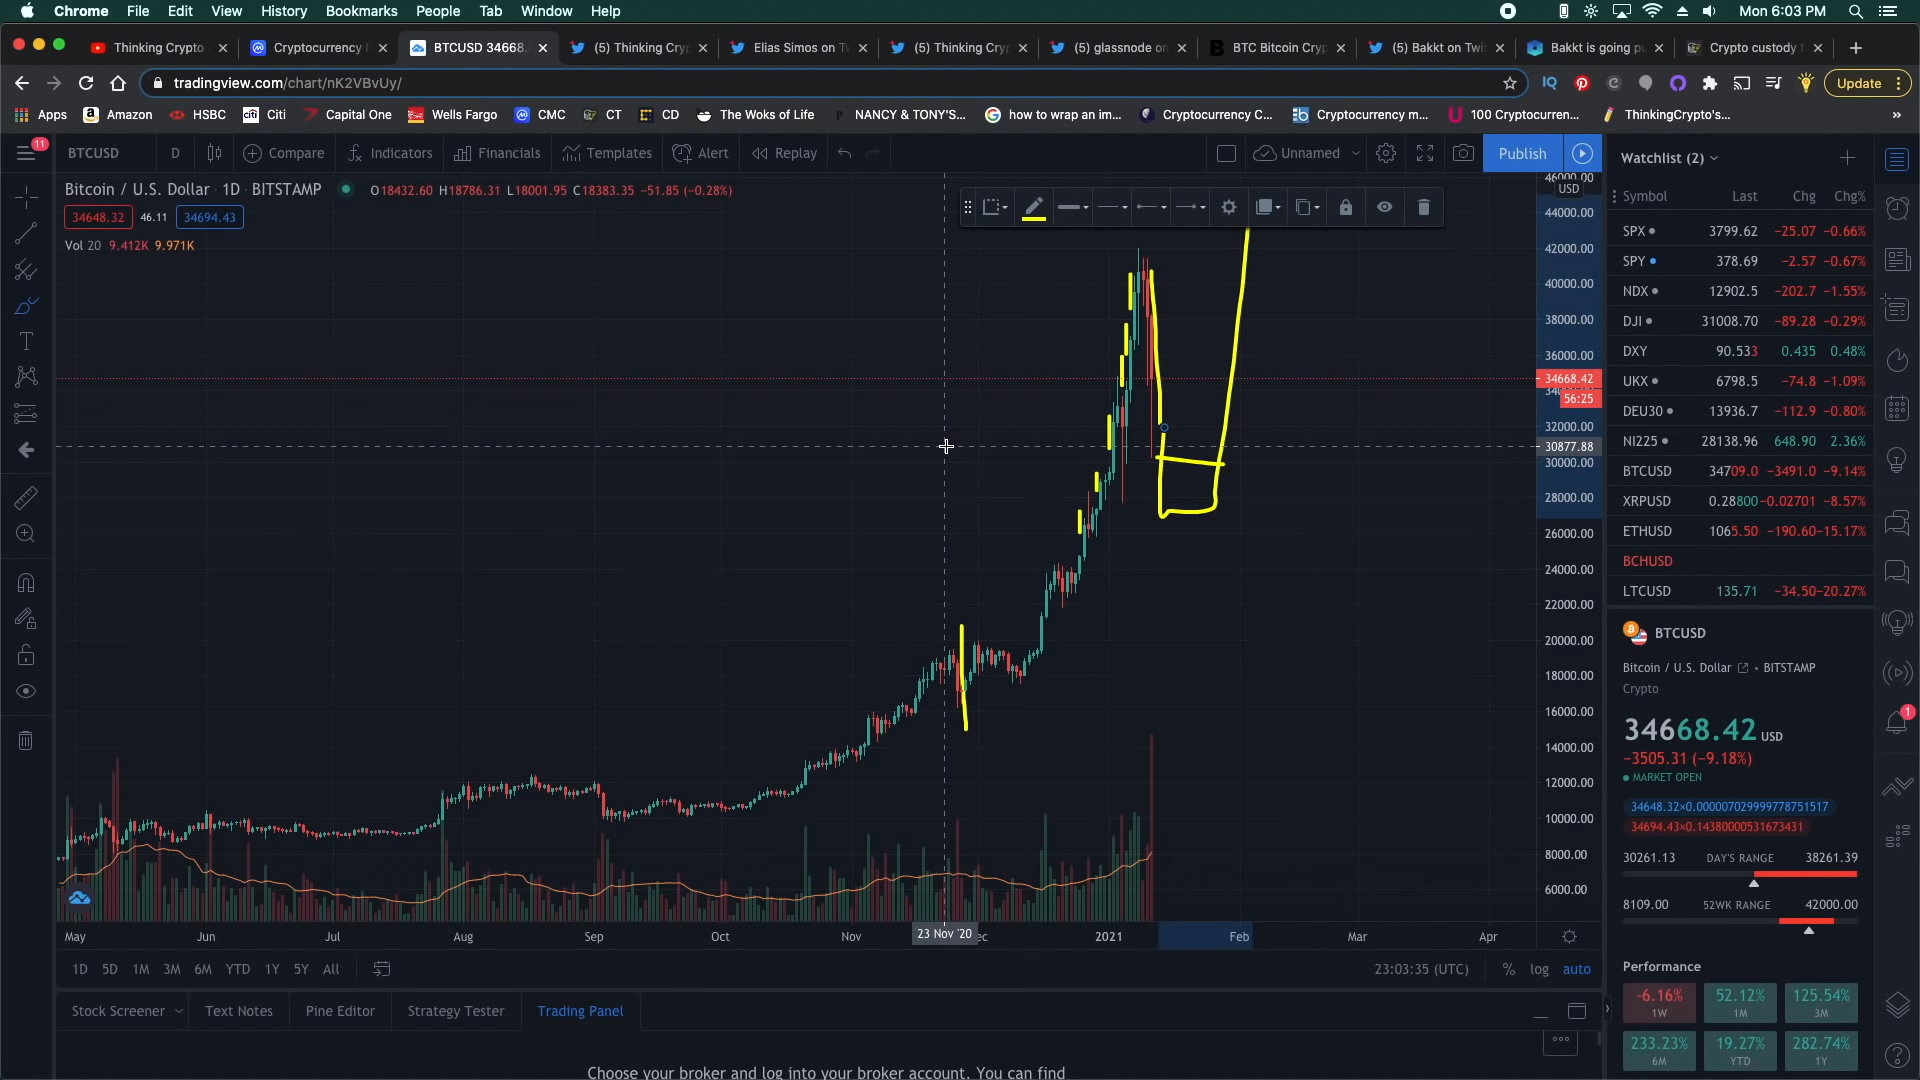 Chrome File Edit View History Bookmarks People Tab Window Help Mon 6:03 PM
Thinking Crypto (5) Thinking Cry Elias Simos on T (5) Thinking Cry (5) glassnode on BTC Bitcoin Cryp (5) Bakkt on Twi Bakkt is going pu Crypto custody f
Cryptocurrency BTCUSD 34668.
tradingview.com/chart/nK2VBvUy/ Update
Apps Amazon HSBC Citi Capital One Wells Fargo CMC CT CD The Woks of Life NANCY & TONY'S... how to wrap an im... Cryptocurrency C... Cryptocurrency m... 100 Cryptocurren... ThinkingCrypto's... »
11 BTCUSD D Compare Indicators Financials Templates Alert Replay Unnamed Publish
Watchlist (2)
Bitcoin / U.S. Dollar 1D BITSTAMP O18432.60 H18786.31 L18001.95 C18383.35 −51.85 (−0.28%)
34648.32 46.11 34694.43
Vol 20 9.412K 9.971K
46000.00
USD
44000.00
42000.00
40000.00
38000.00
36000.00
34668.42
56:25
32000.00
30877.88
30000.00
28000.00
26000.00
24000.00
22000.00
20000.00
18000.00
16000.00
14000.00
12000.00
10000.00
8000.00
6000.00
May Jun Jul Aug Sep Oct Nov 23 Nov '20 2021 Feb Mar Apr
1D 5D 1M 3M 6M YTD 1Y 5Y All 23:03:35 (UTC) % log auto
Stock Screener Text Notes Pine Editor Strategy Tester Trading Panel
Choose your broker and log into your broker account. You can find
Symbol Last Chg Chg%
SPX 3799.62 −25.07 −0.66%
SPY 378.69 −2.57 −0.67%
NDX 12902.5 −202.7 −1.55%
DJI 31008.70 −89.28 −0.29%
DXY 90.533 0.435 0.48%
UKX 6798.5 −74.8 −1.09%
DEU30 13936.7 −112.9 −0.80%
NI225 28138.96 648.90 2.36%
BTCUSD 34709.0 −3491.0 −9.14%
XRPUSD 0.28800 −0.02701 −8.57%
ETHUSD 1065.50 −190.60 −15.17%
BCHUSD
LTCUSD 135.71 −34.50 −20.27%
BTCUSD
Bitcoin / U.S. Dollar • BITSTAMP
Crypto
34668.42 USD
−3505.31 (−9.18%)
MARKET OPEN
1
34648.32×0.000007029999778751517
34694.43×0.14380000531673431
30261.13 DAY'S RANGE 38261.39
8109.00 52WK RANGE 42000.00
Performance
-6.16% 52.12% 125.54%
1W 1M 3M
233.23% 19.27% 282.74%
6M YTD 1Y